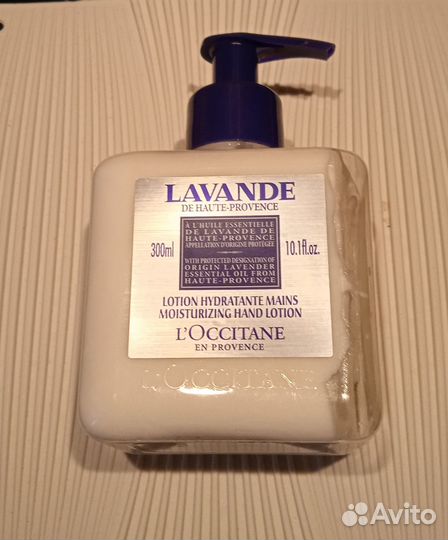 LAVANDE
DE HAUTE-PROVENCE
À L'HUILE ESSENTIELLE
DE LAVANDE DE
HAUTE-PROVENCE
APPELLATION D'ORIGINE PROTÉGÉE
300ml
10.1fl.oz.
WITH PROTECTED DESIGNATION OF
ORIGIN LAVENDER
ESSENTIAL OIL FROM
HAUTE-PROVENCE
LOTION HYDRATANTE MAINS
MOISTURIZING HAND LOTION
L'OCCITANE
EN PROVENCE
L'OCCITANE
Avito